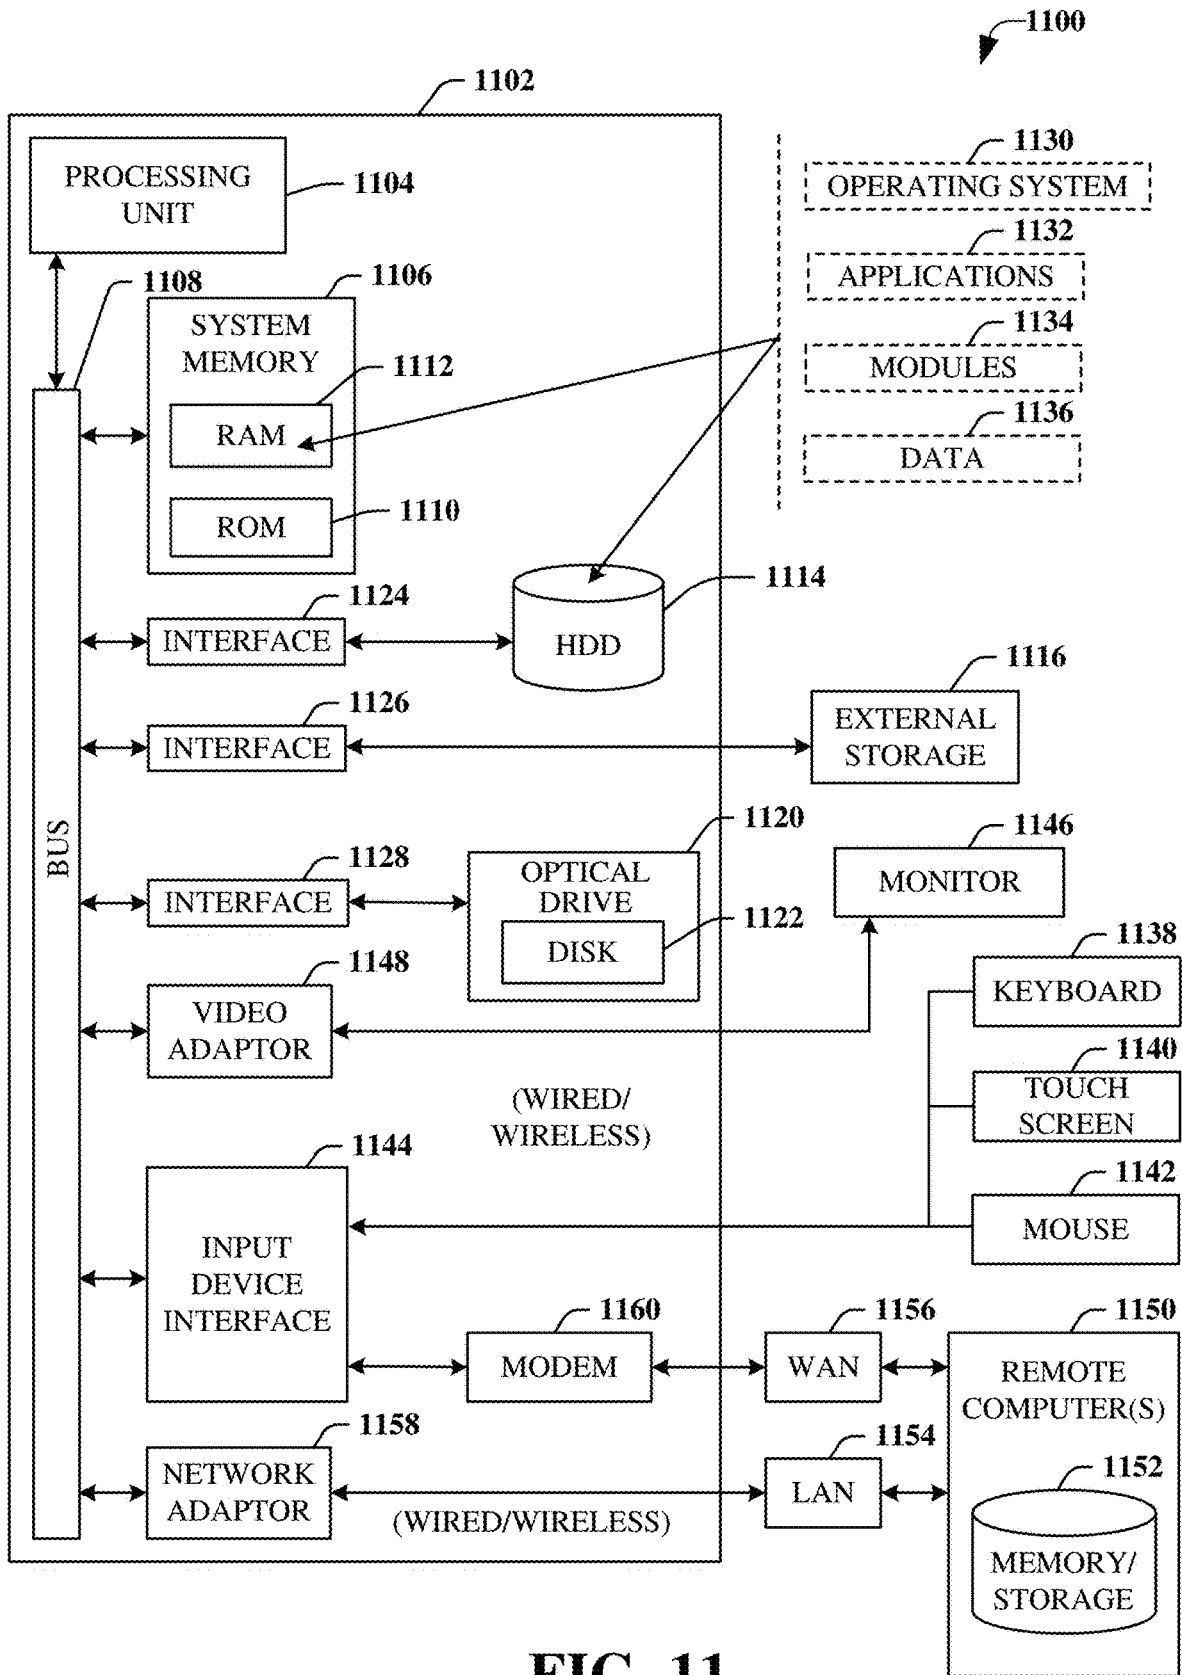 1100
1102
PROCESSING
UNIT
1104
1108
1106
SYSTEM
MEMORY
1112
RAM
1110
ROM
1130
OPERATING SYSTEM
1132
APPLICATIONS
1134
MODULES
1136
DATA
BUS
1124
INTERFACE
1114
HDD
1126
INTERFACE
1116
EXTERNAL
STORAGE
1128
INTERFACE
1120
OPTICAL
DRIVE
1122
DISK
1146
MONITOR
1148
VIDEO
ADAPTOR
1138
KEYBOARD
1140
TOUCH
SCREEN
(WIRED/
WIRELESS)
1142
MOUSE
1144
INPUT
DEVICE
INTERFACE
1160
MODEM
1156
WAN
1150
REMOTE
COMPUTER(S)
1158
NETWORK
ADAPTOR
(WIRED/WIRELESS)
1154
LAN
1152
MEMORY/
STORAGE
FIG. 11